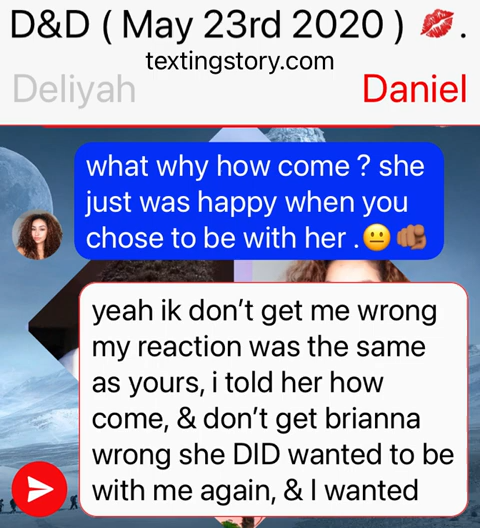 D&D ( May 23rd 2020 ) 💋.
textingstory.com
Deliyah Daniel
what why how come ? she
just was happy when you
chose to be with her .😐🫵🏾
yeah ik don't get me wrong
my reaction was the same
as yours, i told her how
come, & don't get brianna
wrong she DID wanted to be
with me again, & I wanted